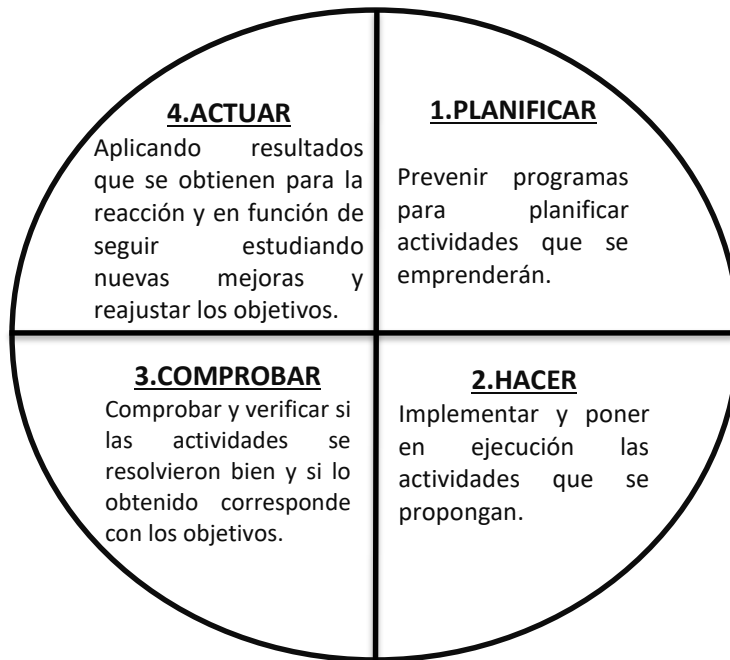 4.ACTUAR
Aplicando resultados
que se obtienen para la
reacción y en función de
seguir estudiando
nuevas mejoras y
reajustar los objetivos.
1.PLANIFICAR
Prevenir programas
para planificar
actividades que se
emprenderán.
3.COMPROBAR
Comprobar y verificar si
las actividades se
resolvieron bien y si lo
obtenido corresponde
con los objetivos.
2.HACER
Implementar y poner
en ejecución las
actividades que se
propongan.